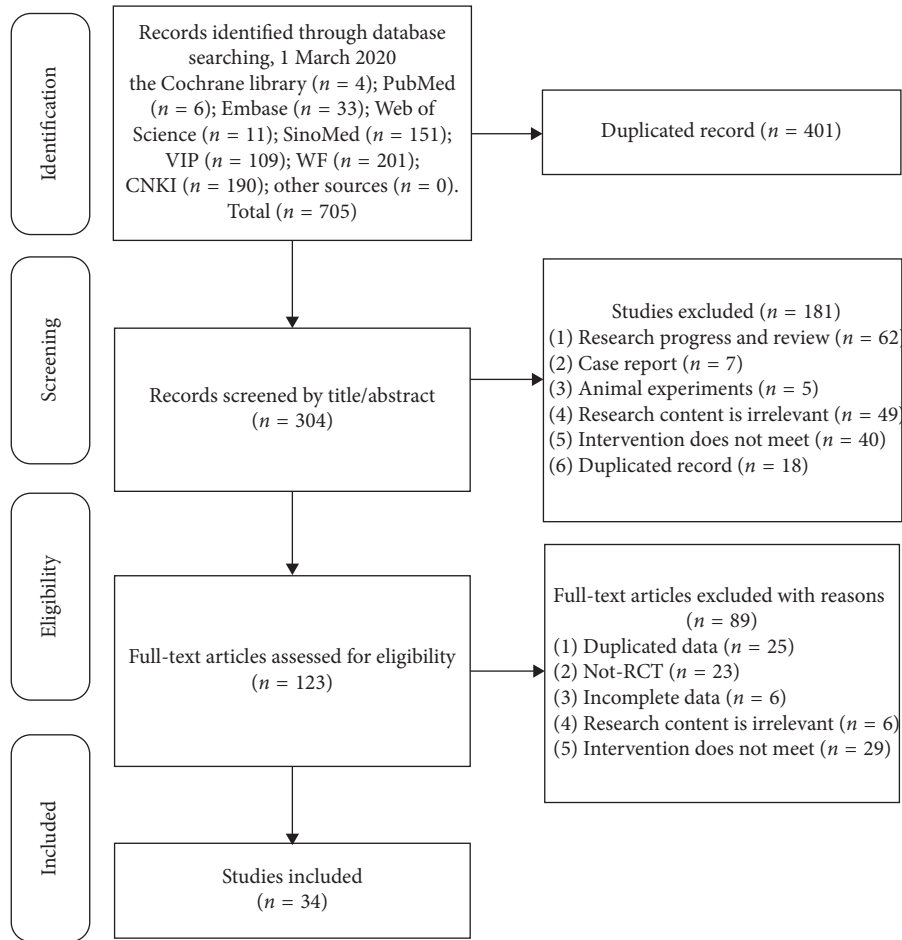 Identification
Records identified through database
searching, 1 March 2020
the Cochrane library (n = 4); PubMed
(n = 6); Embase (n = 33); Web of
Science (n = 11); SinoMed (n = 151);
VIP (n = 109); WF (n = 201);
CNKI (n = 190); other sources (n = 0).
Total (n = 705)
Duplicated record (n = 401)
Screening
Records screened by title/abstract
(n = 304)
Studies excluded (n = 181)
(1) Research progress and review (n = 62)
(2) Case report (n = 7)
(3) Animal experiments (n = 5)
(4) Research content is irrelevant (n = 49)
(5) Intervention does not meet (n = 40)
(6) Duplicated record (n = 18)
Eligibility
Full-text articles assessed for eligibility
(n = 123)
Full-text articles excluded with reasons
(n = 89)
(1) Duplicated data (n = 25)
(2) Not-RCT (n = 23)
(3) Incomplete data (n = 6)
(4) Research content is irrelevant (n = 6)
(5) Intervention does not meet (n = 29)
Included
Studies included
(n = 34)